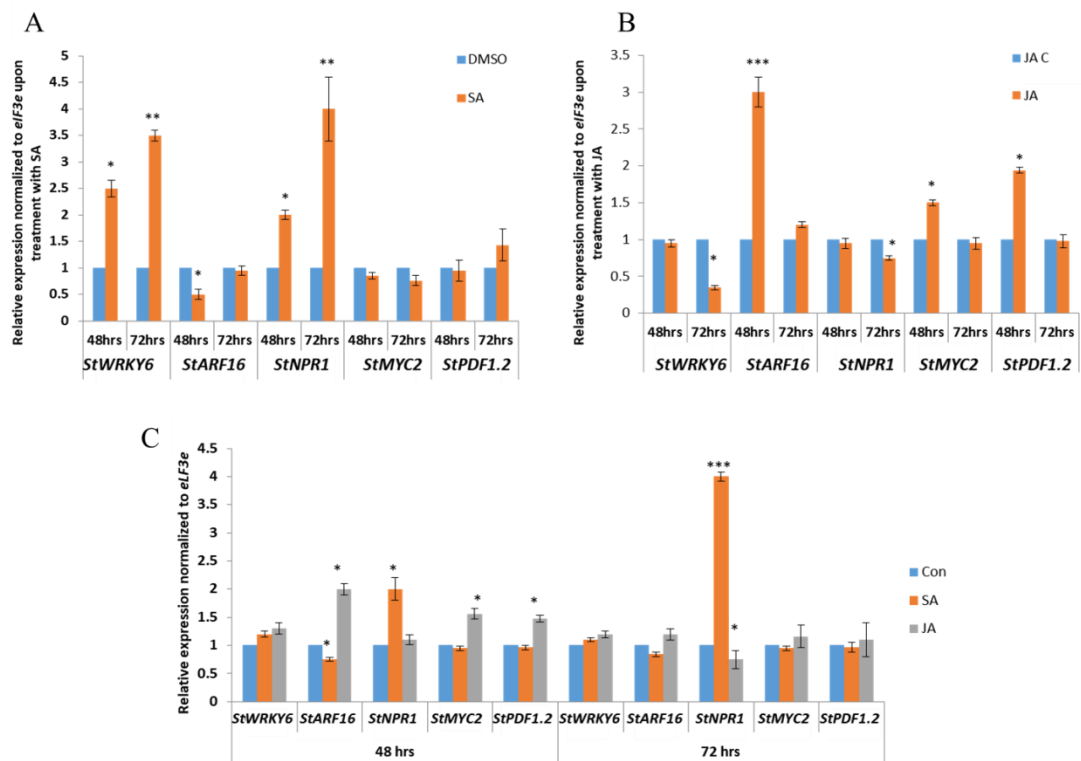 A
Relative expression normalized to eIF3e upon
treatment with SA
5
4.5
4
3.5
3
2.5
2
1.5
1
0.5
0
* ** * * **
DMSO
SA
48hrs 72hrs 48hrs 72hrs 48hrs 72hrs 48hrs 72hrs 48hrs 72hrs
StWRKY6 StARF16 StNPR1 StMYC2 StPDF1.2
B
Relative expression normalized to eIF3e upon
treatment with JA
3.5
3
2.5
2
1.5
1
0.5
0
* *** * * *
JA C
JA
48hrs 72hrs 48hrs 72hrs 48hrs 72hrs 48hrs 72hrs 48hrs 72hrs
StWRKY6 StARF16 StNPR1 StMYC2 StPDF1.2
C
Relative expression normalized to eLF3e
4.5
4
3.5
3
2.5
2
1.5
1
0.5
0
* * * * * *** *
Con
SA
JA
StWRKY6 StARF16 StNPR1 StMYC2 StPDF1.2 StWRKY6 StARF16 StNPR1 StMYC2 StPDF1.2
48 hrs 72 hrs